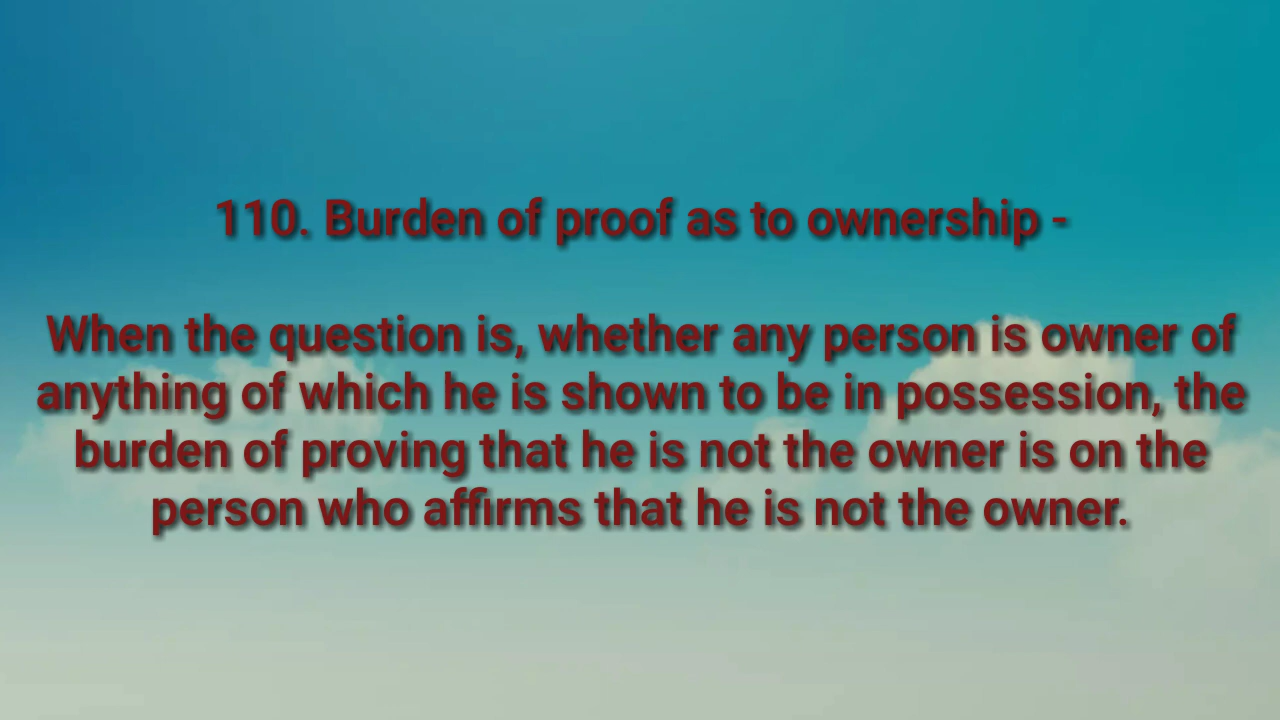 110. Burden of proof as to ownership -
When the question is, whether any person is owner of
anything of which he is shown to be in possession, the
burden of proving that he is not the owner is on the
person who affirms that he is not the owner.